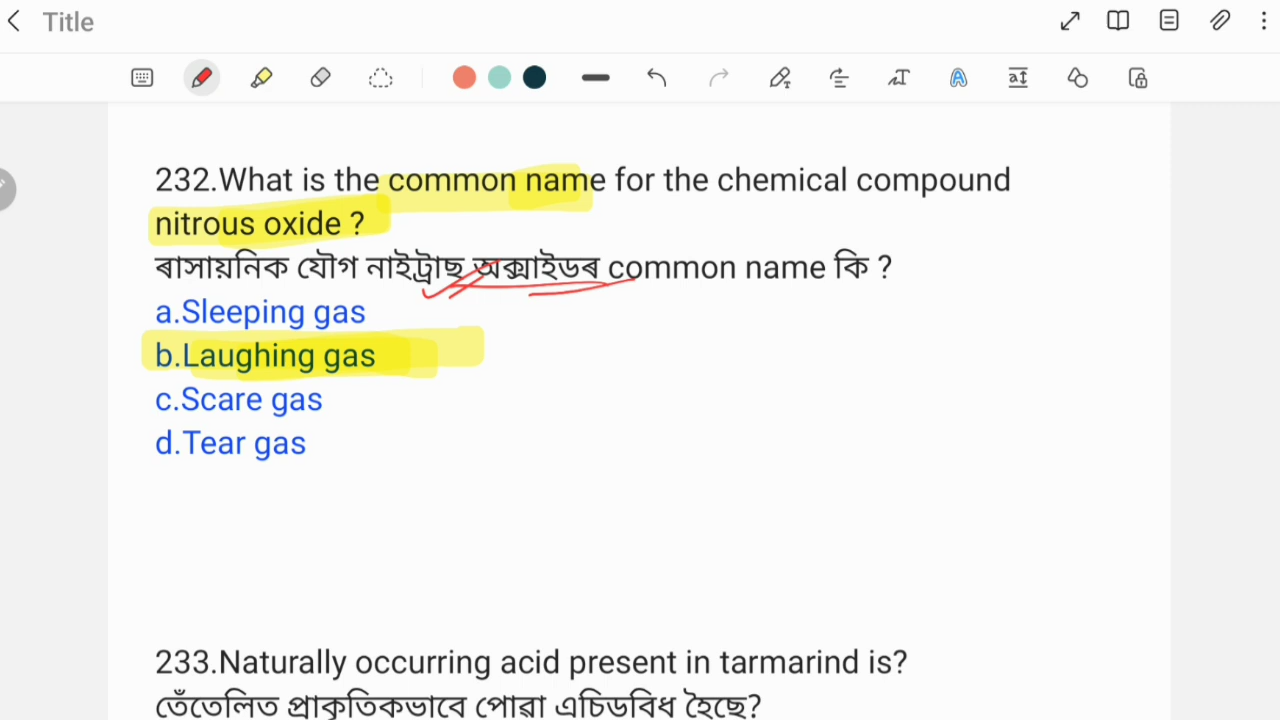 Title
232.What is the common name for the chemical compound
nitrous oxide ?
ৰাসায়নিক যৌগ নাইট্ৰাছ অক্সাইডৰ common name কি ?
a.Sleeping gas
b.Laughing gas
c.Scare gas
d.Tear gas
233.Naturally occurring acid present in tarmarind is?
তেঁতেলিত প্ৰাকৃতিকভাবে পোৱা এচিডবিধ হৈছে?